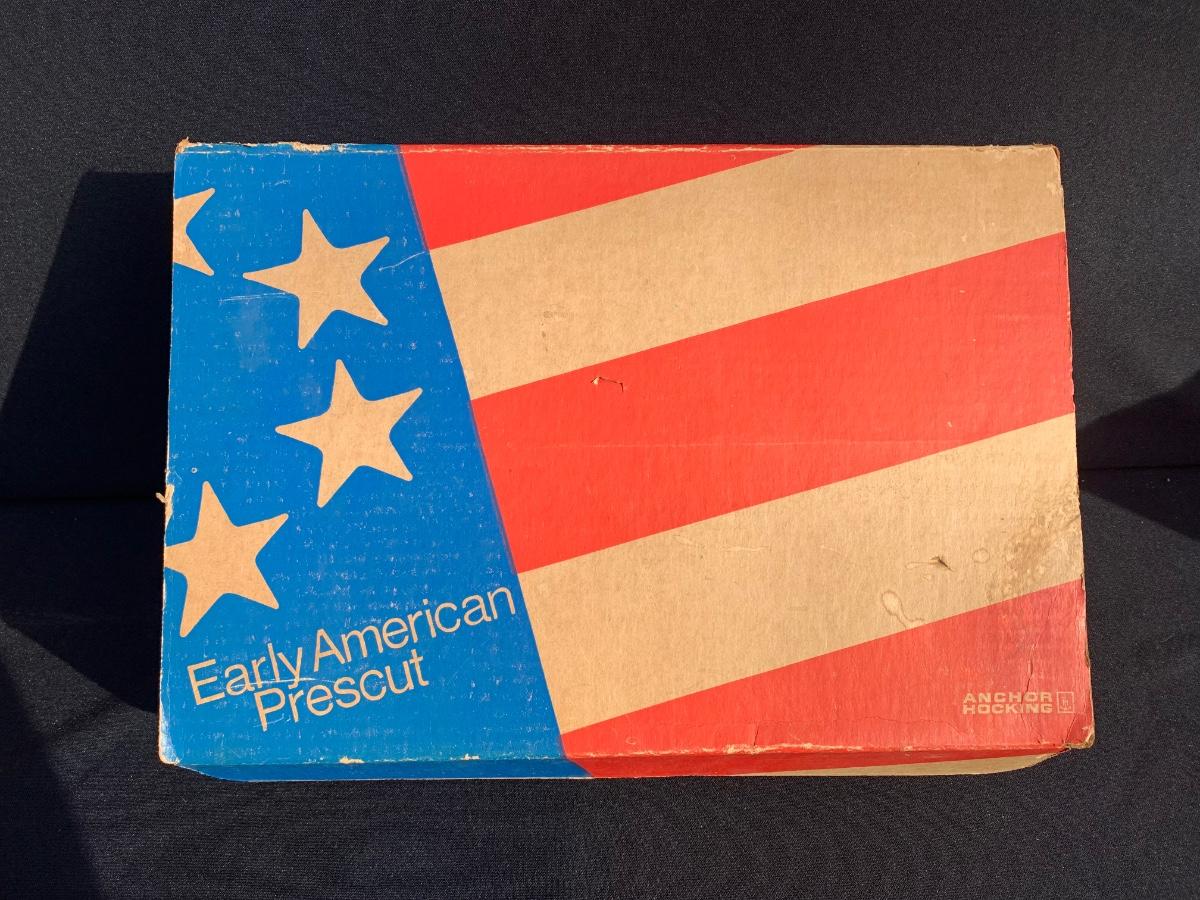 Early American
Prescut
ANCHOR
HOCKING